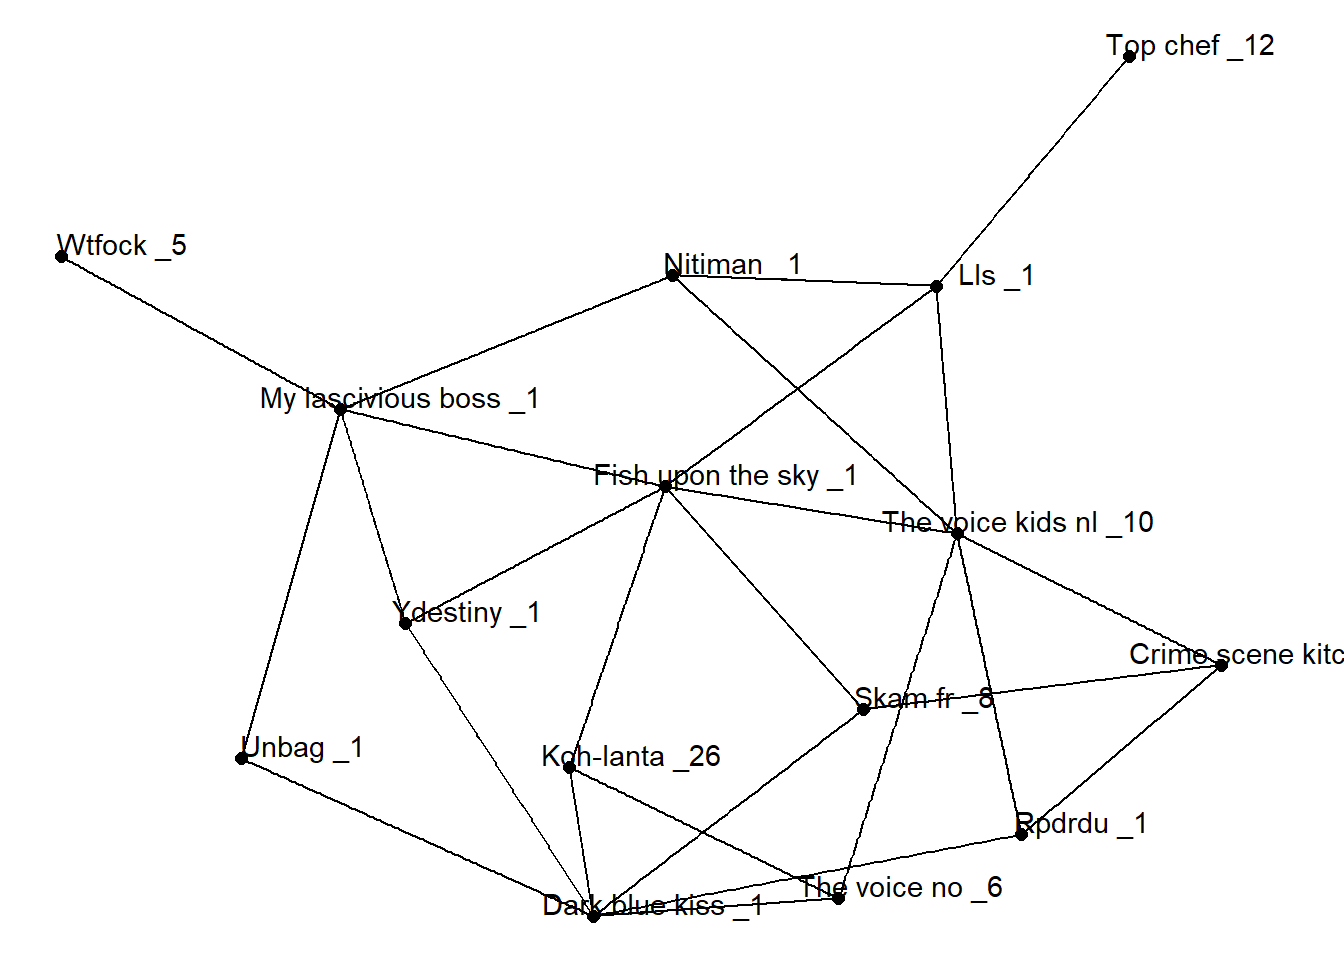 Top chef _12
Wtfock _5
Nitiman _1
Lls _1
My lascivious boss _1
Fish upon the sky _1
The voice kids nl _10
Ydestiny _1
Crime scene kitc
Skam fr _8
Unbag _1
Koh-lanta _26
Rpdrdu _1
The voice no _6
Dark blue kiss _1